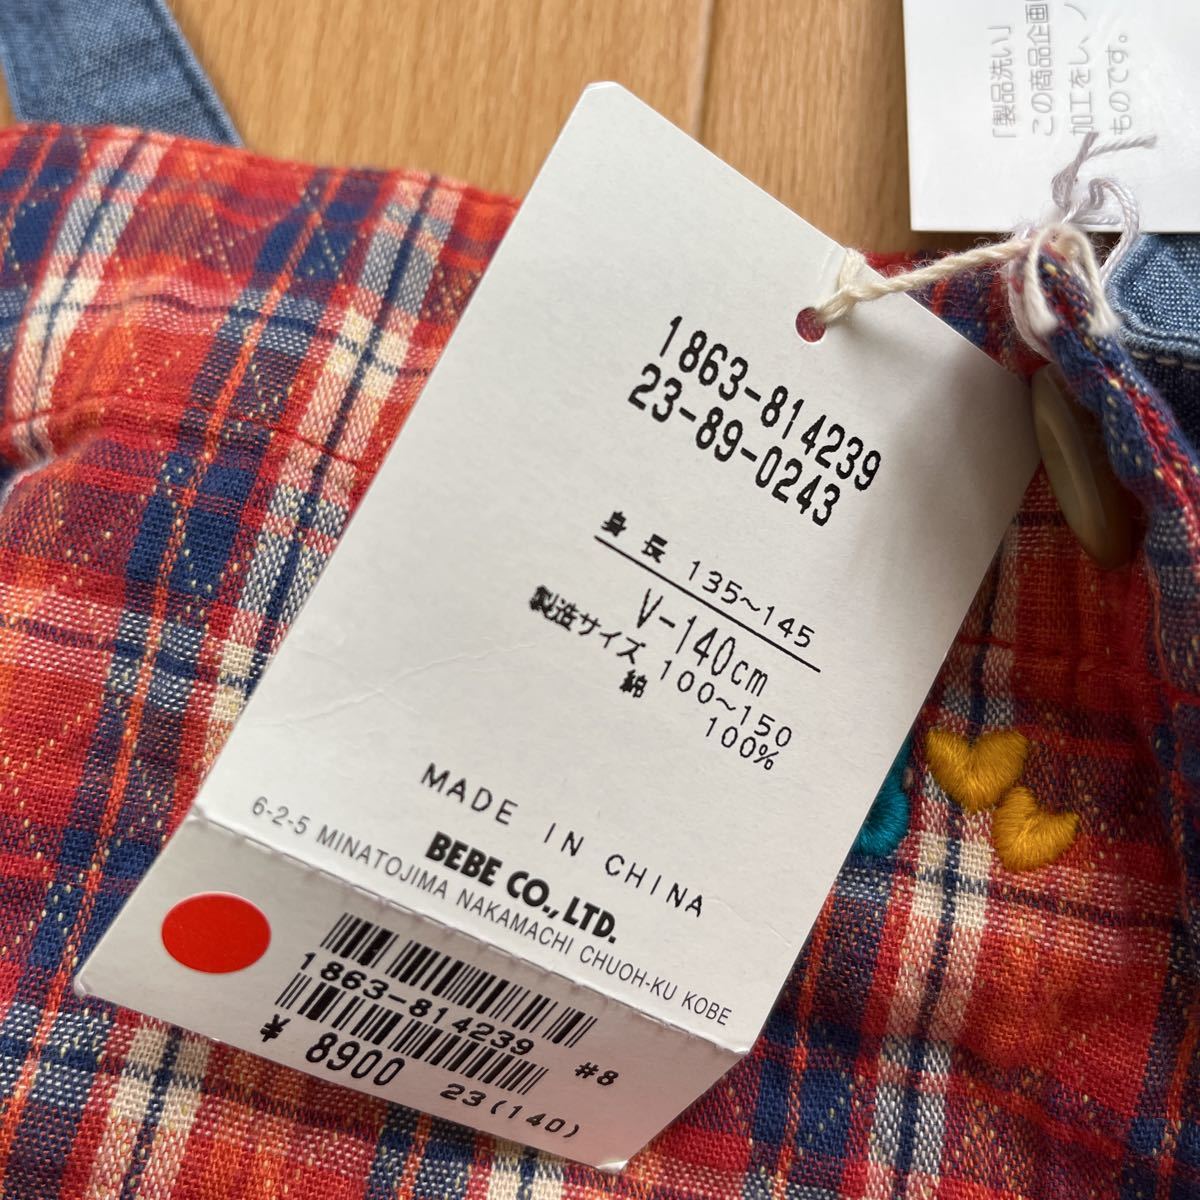 「製品洗い」
この商品企画
加工をし、ノ
ものです。
1863-814239
23-89-0243
身長 135～145
V-140cm
製造サイズ 100～150
綿 100%
MADE IN CHINA
BEBE CO.,LTD.
6-2-5 MINATOJIMA NAKAMACHI CHUOH-KU KOBE
1863-814239
#8
¥ 8900
23(140)